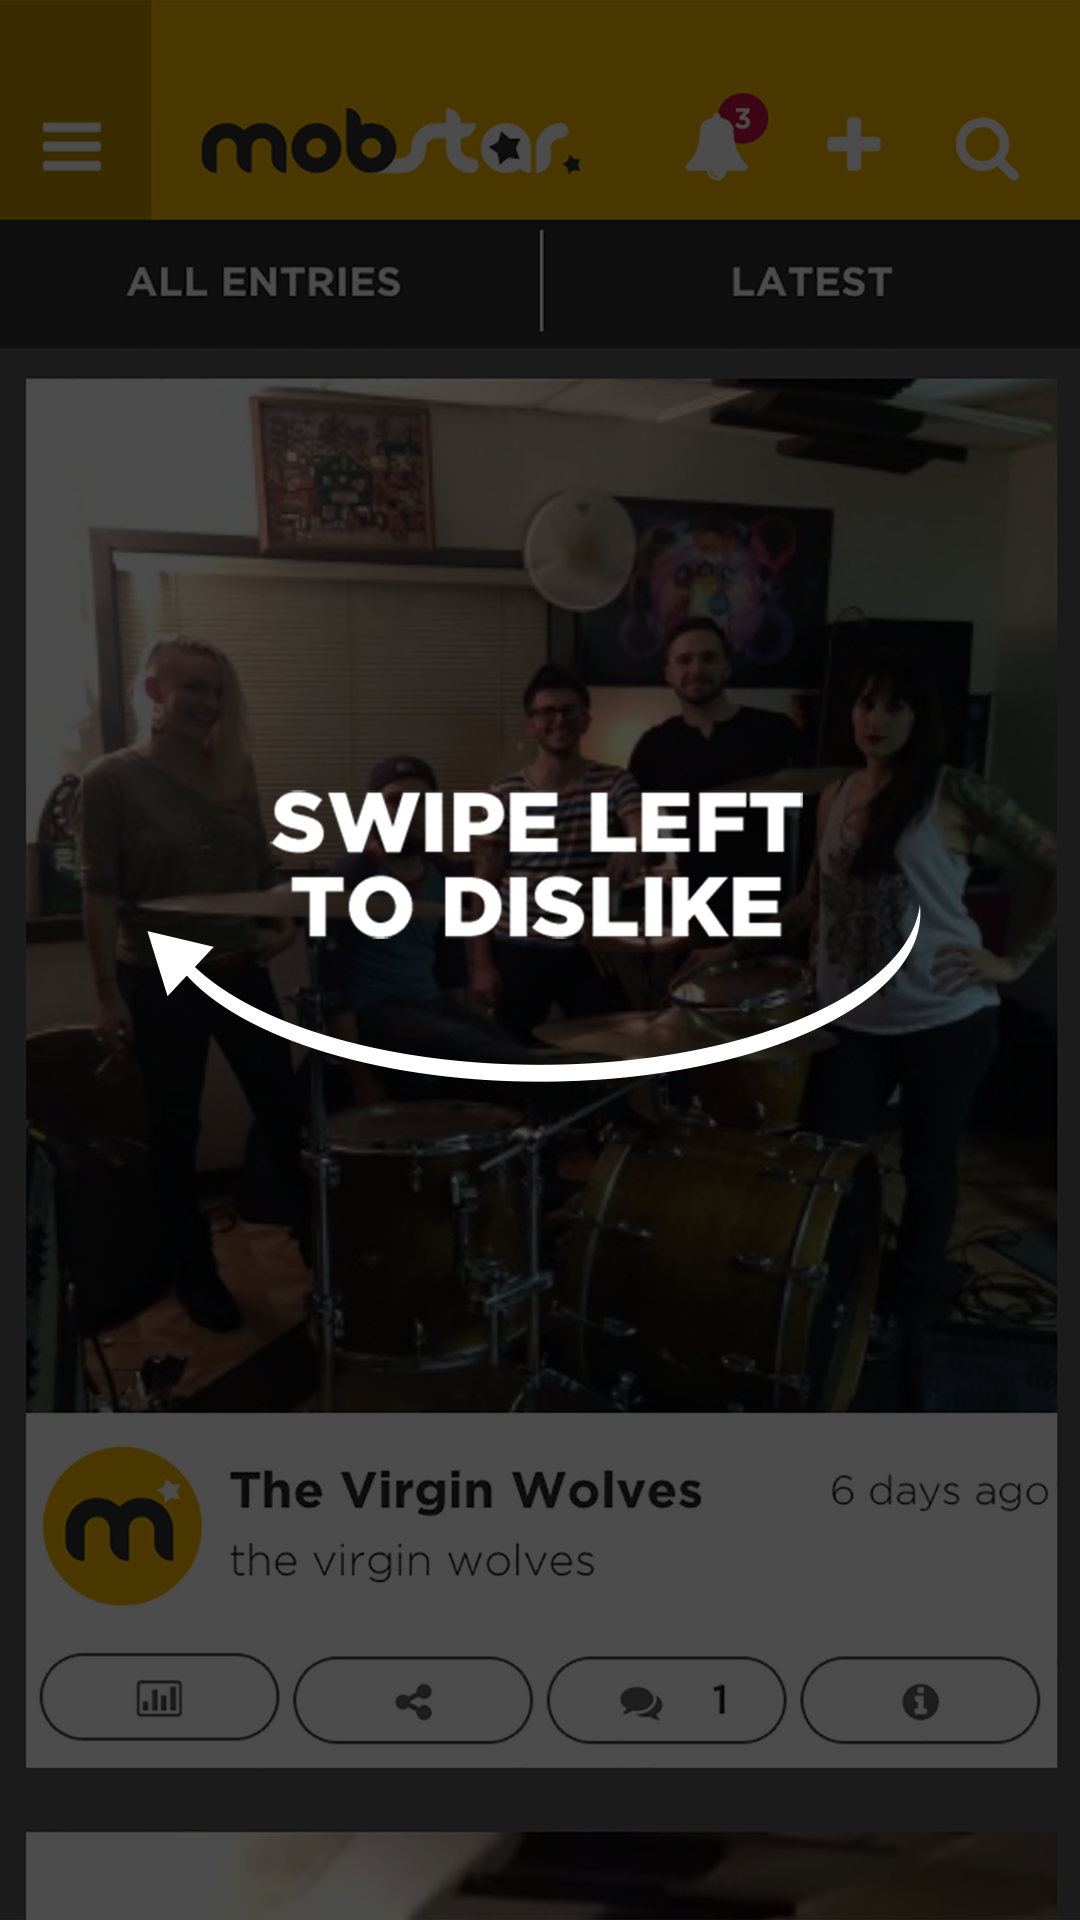 mobstar.
3
ALL ENTRIES
LATEST
SWIPE LEFT
TO DISLIKE
m
The Virgin Wolves
6 days ago
the virgin wolves
1